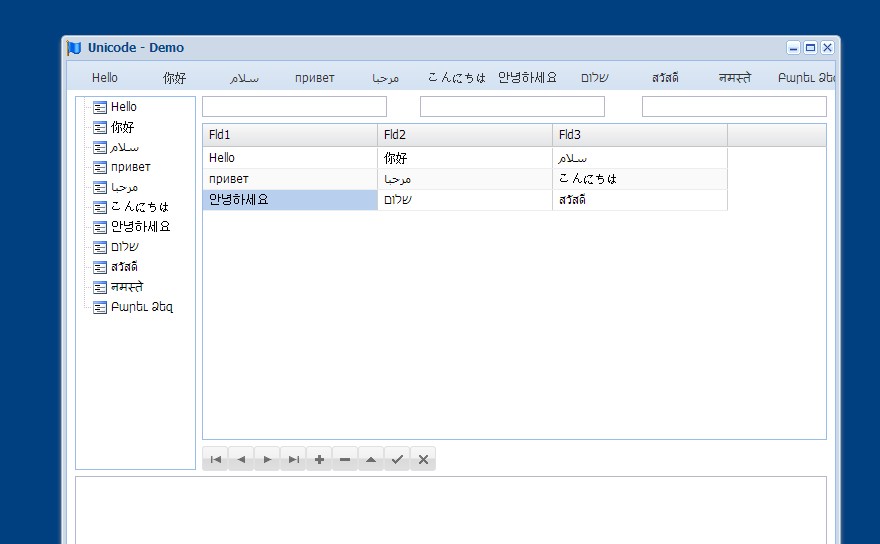 Unicode - Demo
Hello 你好 سلام привет مرحبا こんにちは 안녕하세요 שלום สวัสดี नमस्ते Բարեւ Ձեզ
Hello
你好
سلام
привет
مرحبا
こんにちは
안녕하세요
שלום
สวัสดี
नमस्ते
Բարեւ Ձեզ
Fld1 Fld2 Fld3
Hello 你好 سلام
привет مرحبا こんにちは
안녕하세요 שלום สวัสดี